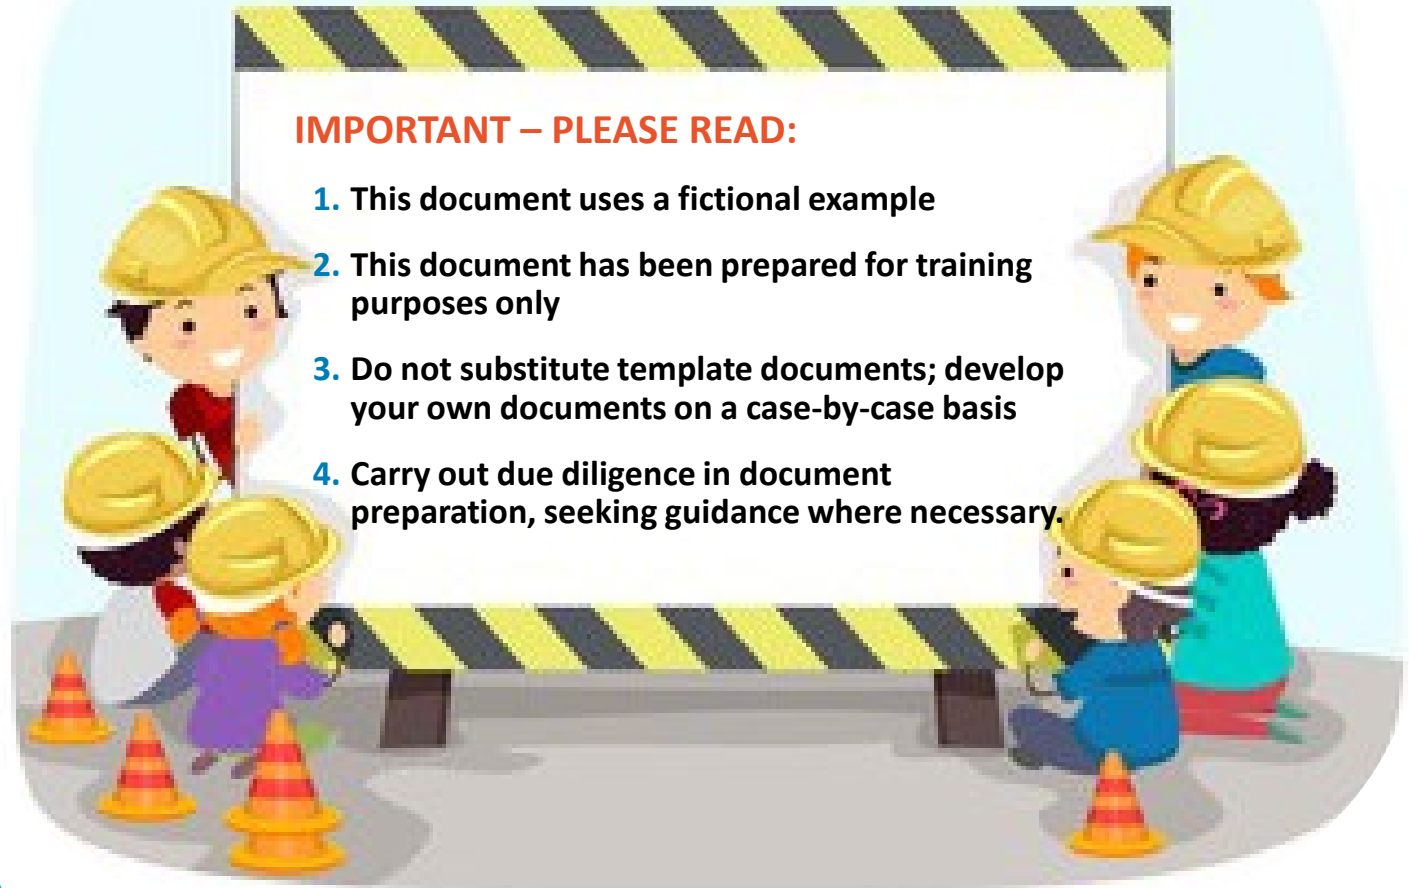 IMPORTANT – PLEASE READ:
1. This document uses a fictional example
2. This document has been prepared for training
purposes only
3. Do not substitute template documents; develop
your own documents on a case-by-case basis
4. Carry out due diligence in document
preparation, seeking guidance where necessary.